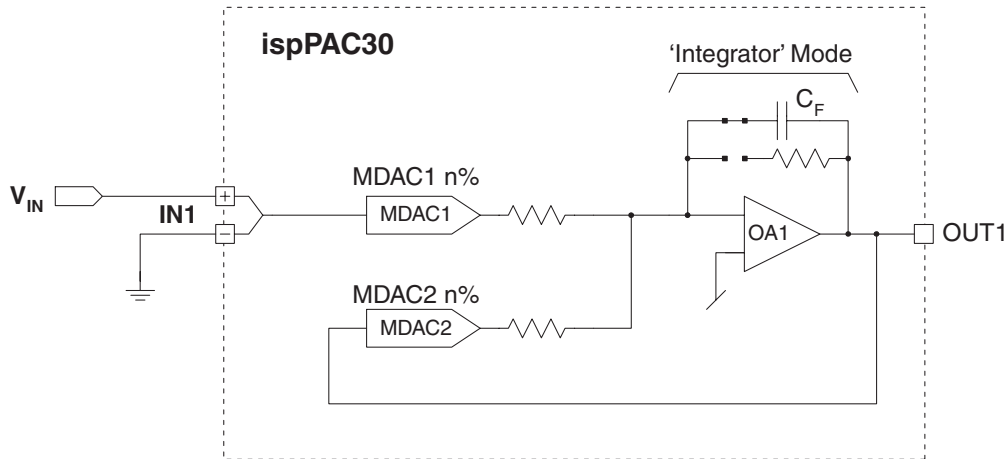 ispPAC30
‘Integrator’ Mode
C_F
MDAC1 n%
V_IN
+
IN1
MDAC1
OA1
−
OUT1
MDAC2 n%
MDAC2